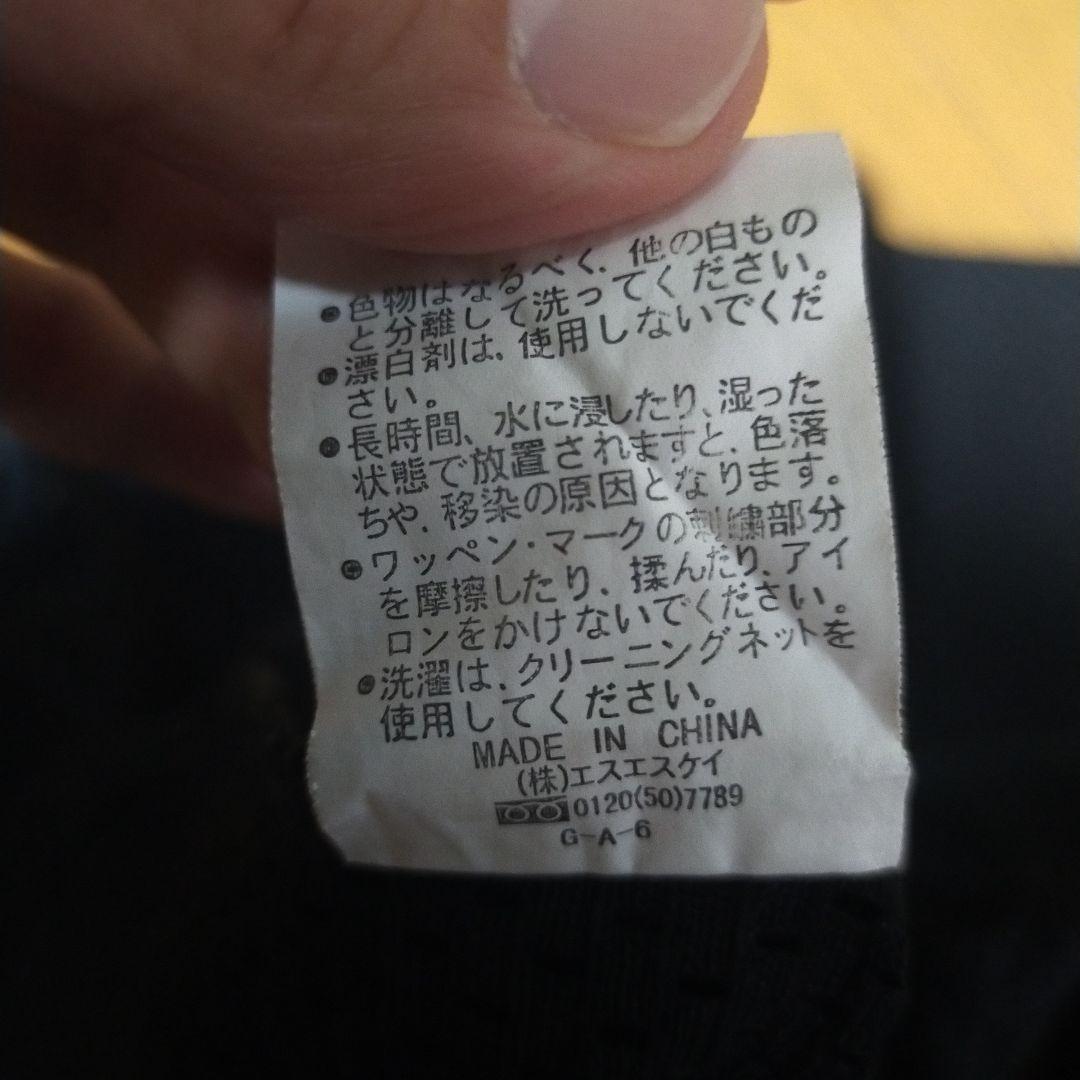 ●色物はなるべく、他の白もの
と分離して洗ってください。
●漂白剤は、使用しないでくだ
さい。
●長時間、水に浸したり、湿った
状態で放置されますと、色落
ちや、移染の原因となります。
●ワッペン・マークの刺繍部分
を摩擦したり、揉んだり、アイ
ロンをかけないでください。
●洗濯は、クリーニングネットを
使用してください。
MADE IN CHINA
(株)エスエスケイ
0120(50)7789
G-A-6